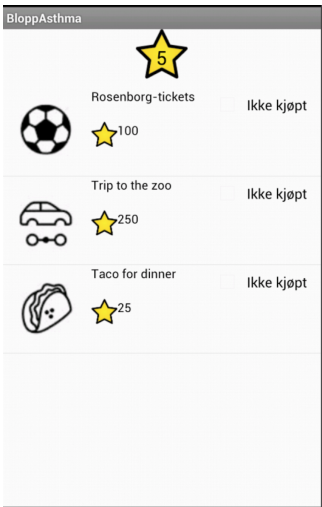 BloppAsthma
5
Rosenborg-tickets
Ikke kjøpt
100
Trip to the zoo
Ikke kjøpt
250
Taco for dinner
Ikke kjøpt
25